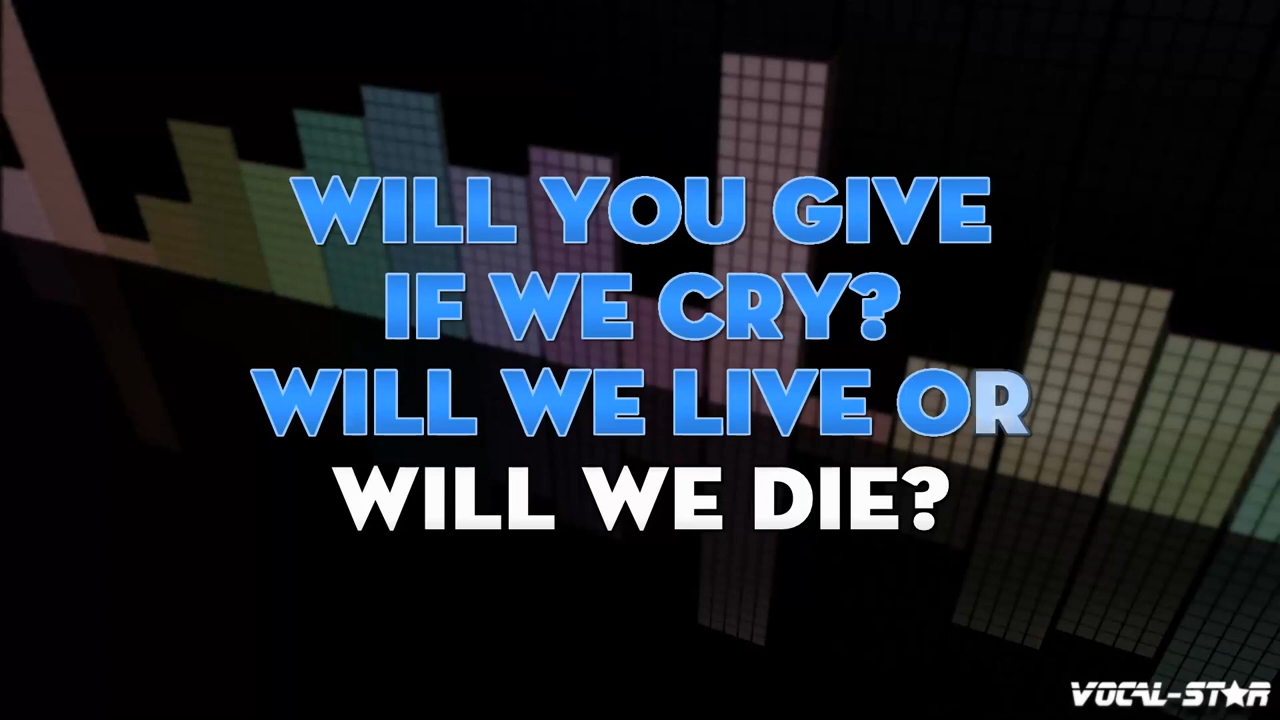 WILL YOU GIVE
IF WE CRY?
WILL WE LIVE OR
WILL WE DIE?
VOCAL-STAR